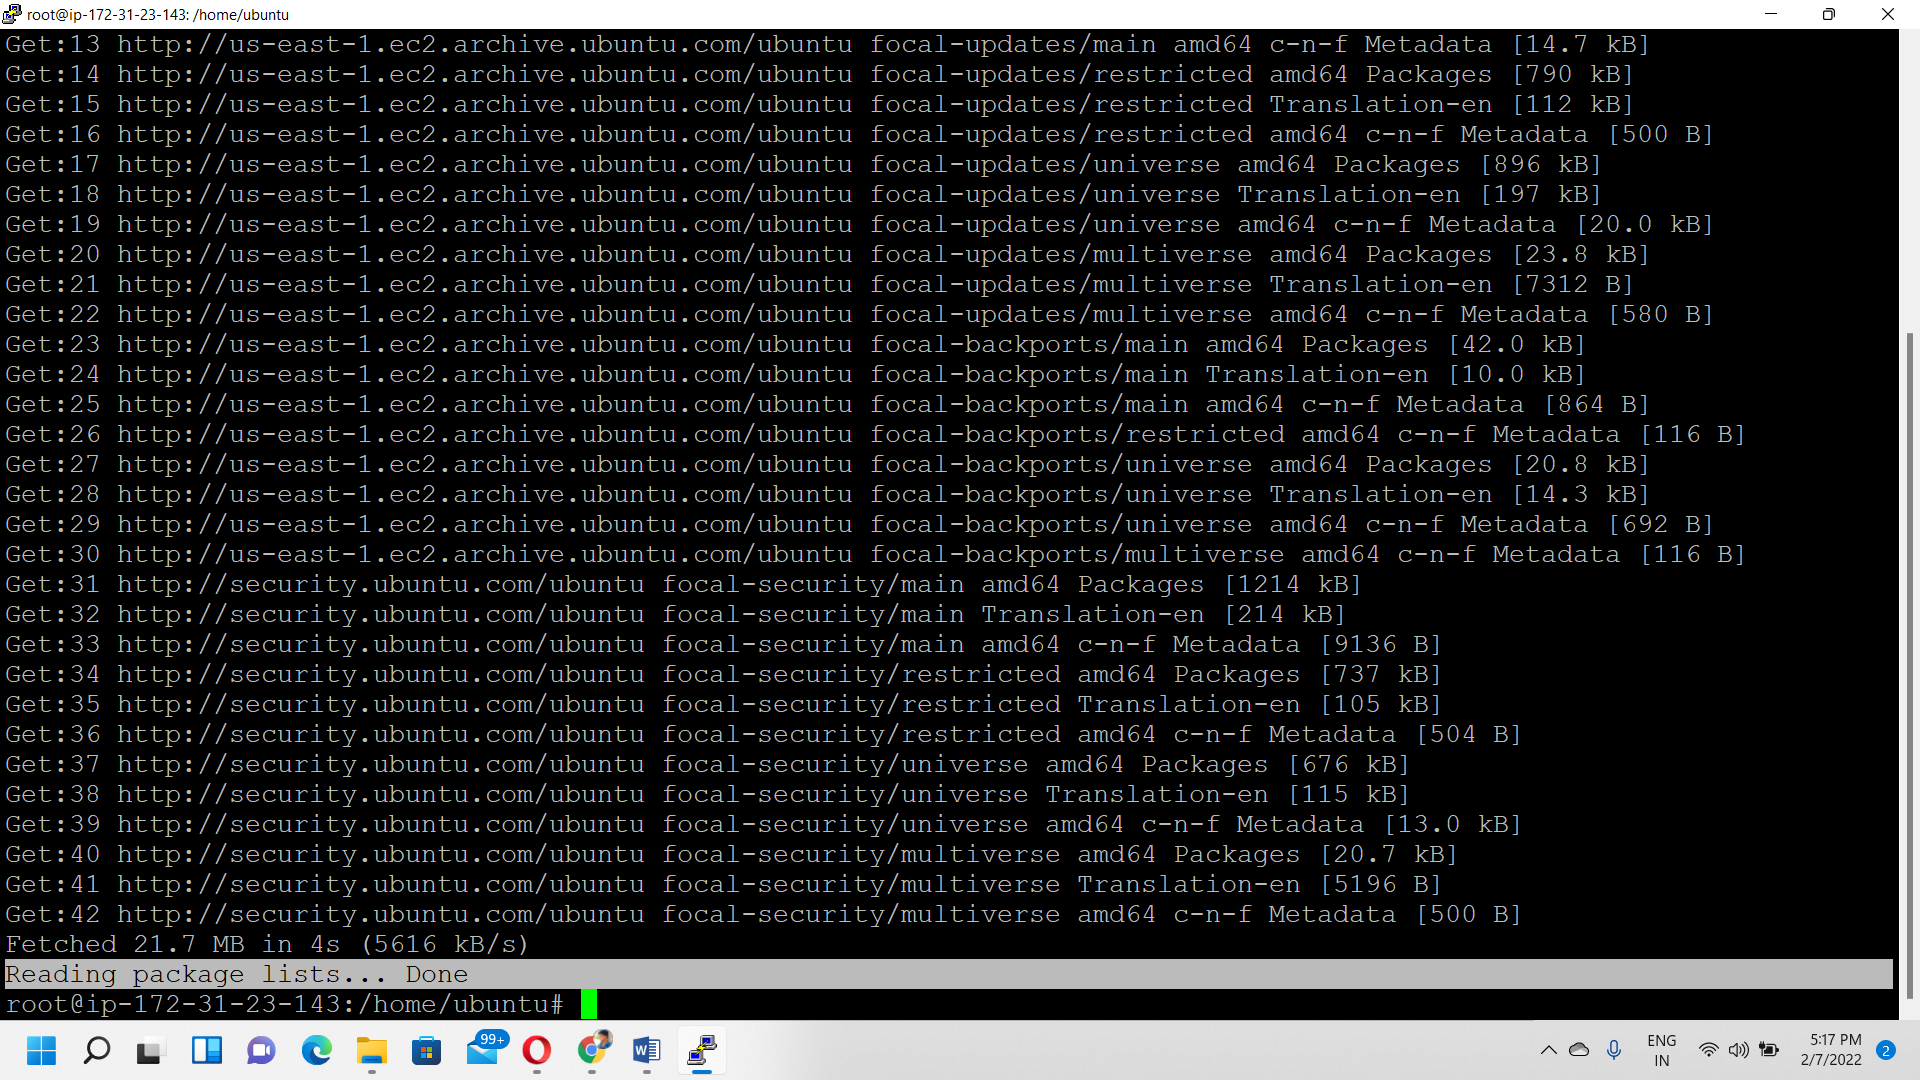 root@ip-172-31-23-143: /home/ubuntu
Get:13 http://us-east-1.ec2.archive.ubuntu.com/ubuntu focal-updates/main amd64 c-n-f Metadata [14.7 kB]
Get:14 http://us-east-1.ec2.archive.ubuntu.com/ubuntu focal-updates/restricted amd64 Packages [790 kB]
Get:15 http://us-east-1.ec2.archive.ubuntu.com/ubuntu focal-updates/restricted Translation-en [112 kB]
Get:16 http://us-east-1.ec2.archive.ubuntu.com/ubuntu focal-updates/restricted amd64 c-n-f Metadata [500 B]
Get:17 http://us-east-1.ec2.archive.ubuntu.com/ubuntu focal-updates/universe amd64 Packages [896 kB]
Get:18 http://us-east-1.ec2.archive.ubuntu.com/ubuntu focal-updates/universe Translation-en [197 kB]
Get:19 http://us-east-1.ec2.archive.ubuntu.com/ubuntu focal-updates/universe amd64 c-n-f Metadata [20.0 kB]
Get:20 http://us-east-1.ec2.archive.ubuntu.com/ubuntu focal-updates/multiverse amd64 Packages [23.8 kB]
Get:21 http://us-east-1.ec2.archive.ubuntu.com/ubuntu focal-updates/multiverse Translation-en [7312 B]
Get:22 http://us-east-1.ec2.archive.ubuntu.com/ubuntu focal-updates/multiverse amd64 c-n-f Metadata [580 B]
Get:23 http://us-east-1.ec2.archive.ubuntu.com/ubuntu focal-backports/main amd64 Packages [42.0 kB]
Get:24 http://us-east-1.ec2.archive.ubuntu.com/ubuntu focal-backports/main Translation-en [10.0 kB]
Get:25 http://us-east-1.ec2.archive.ubuntu.com/ubuntu focal-backports/main amd64 c-n-f Metadata [864 B]
Get:26 http://us-east-1.ec2.archive.ubuntu.com/ubuntu focal-backports/restricted amd64 c-n-f Metadata [116 B]
Get:27 http://us-east-1.ec2.archive.ubuntu.com/ubuntu focal-backports/universe amd64 Packages [20.8 kB]
Get:28 http://us-east-1.ec2.archive.ubuntu.com/ubuntu focal-backports/universe Translation-en [14.3 kB]
Get:29 http://us-east-1.ec2.archive.ubuntu.com/ubuntu focal-backports/universe amd64 c-n-f Metadata [692 B]
Get:30 http://us-east-1.ec2.archive.ubuntu.com/ubuntu focal-backports/multiverse amd64 c-n-f Metadata [116 B]
Get:31 http://security.ubuntu.com/ubuntu focal-security/main amd64 Packages [1214 kB]
Get:32 http://security.ubuntu.com/ubuntu focal-security/main Translation-en [214 kB]
Get:33 http://security.ubuntu.com/ubuntu focal-security/main amd64 c-n-f Metadata [9136 B]
Get:34 http://security.ubuntu.com/ubuntu focal-security/restricted amd64 Packages [737 kB]
Get:35 http://security.ubuntu.com/ubuntu focal-security/restricted Translation-en [105 kB]
Get:36 http://security.ubuntu.com/ubuntu focal-security/restricted amd64 c-n-f Metadata [504 B]
Get:37 http://security.ubuntu.com/ubuntu focal-security/universe amd64 Packages [676 kB]
Get:38 http://security.ubuntu.com/ubuntu focal-security/universe Translation-en [115 kB]
Get:39 http://security.ubuntu.com/ubuntu focal-security/universe amd64 c-n-f Metadata [13.0 kB]
Get:40 http://security.ubuntu.com/ubuntu focal-security/multiverse amd64 Packages [20.7 kB]
Get:41 http://security.ubuntu.com/ubuntu focal-security/multiverse Translation-en [5196 B]
Get:42 http://security.ubuntu.com/ubuntu focal-security/multiverse amd64 c-n-f Metadata [500 B]
Fetched 21.7 MB in 4s (5616 kB/s)
Reading package lists... Done
root@ip-172-31-23-143:/home/ubuntu#
99+
ENG
IN
5:17 PM
2/7/2022
2